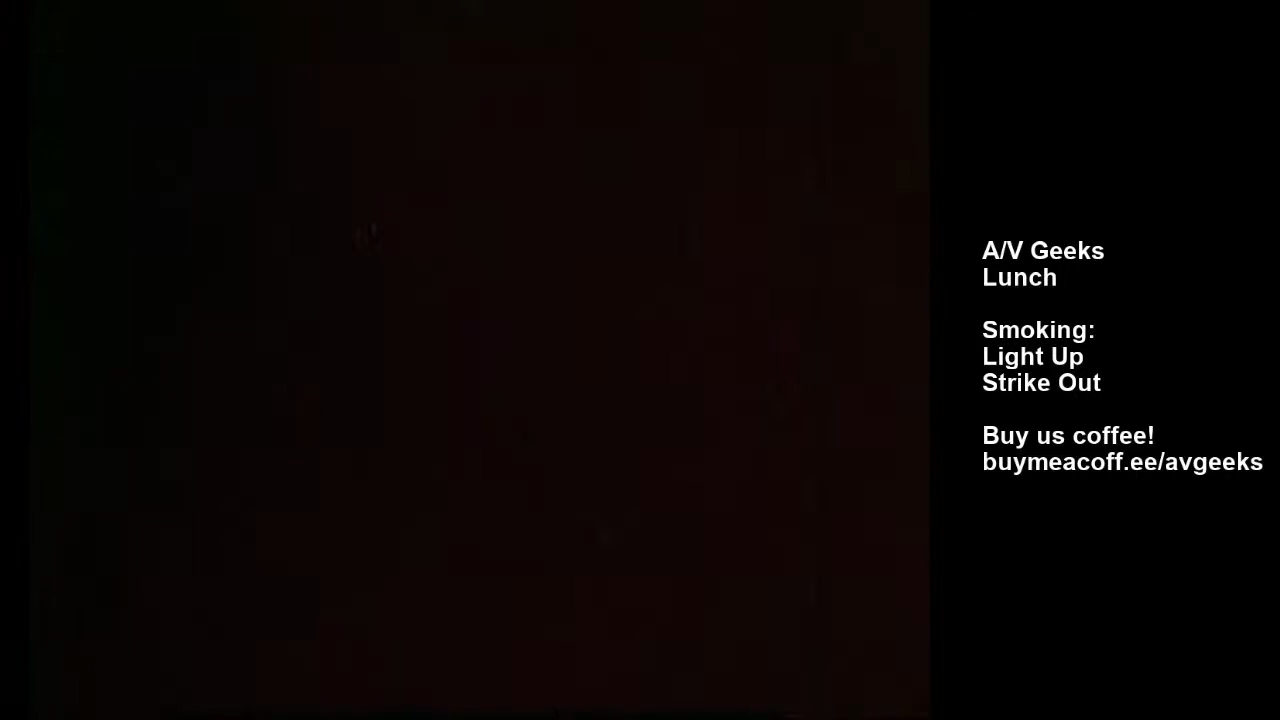 A/V Geeks
Lunch
Smoking:
Light Up
Strike Out
Buy us coffee!
buymeacoff.ee/avgeeks